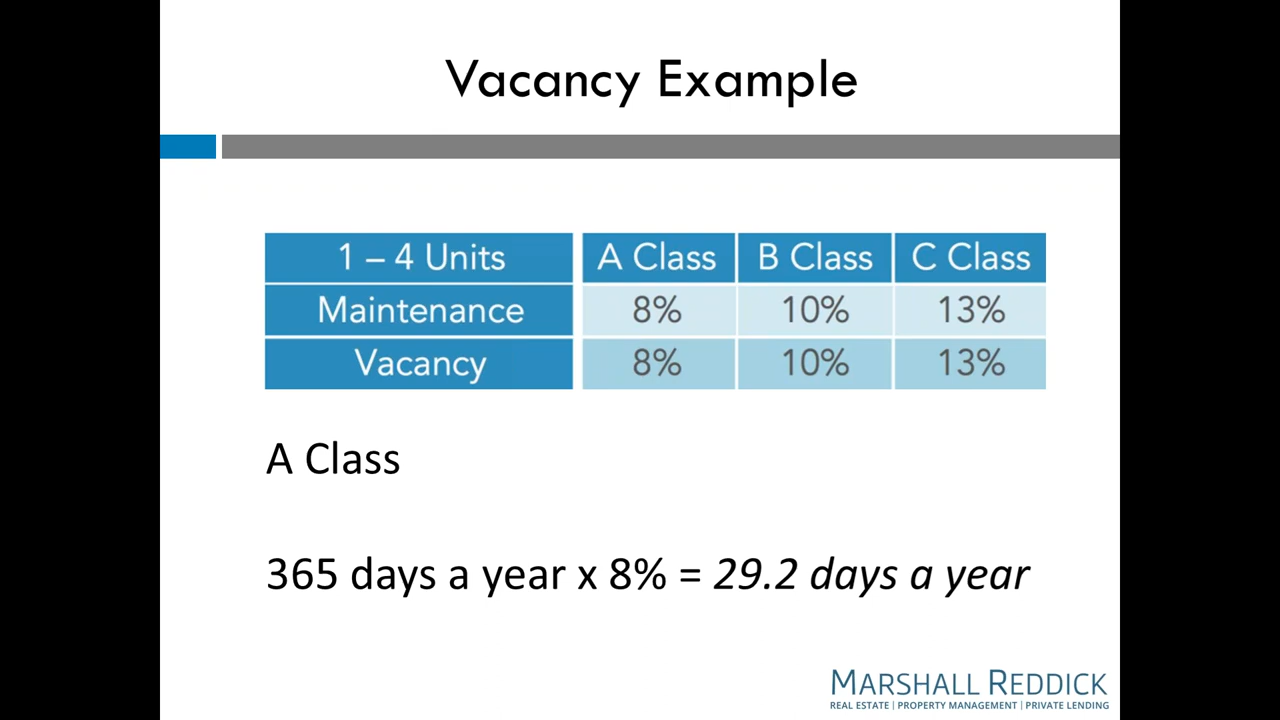 Vacancy Example
1 – 4 Units A Class B Class C Class
Maintenance 8% 10% 13%
Vacancy 8% 10% 13%
A Class
365 days a year x 8% = 29.2 days a year
MARSHALL REDDICK
REAL ESTATE | PROPERTY MANAGEMENT | PRIVATE LENDING